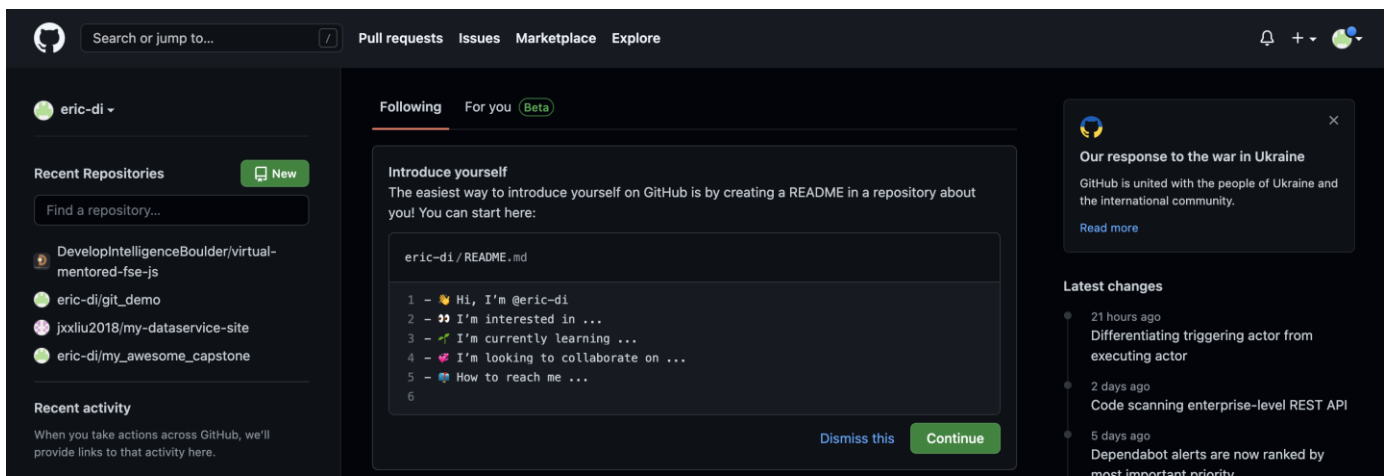 Search or jump to...
/
Pull requests Issues Marketplace Explore
eric-di
Recent Repositories
New
Find a repository...
DevelopIntelligenceBoulder/virtual-
mentored-fse-js
eric-di/git_demo
jxxliu2018/my-dataservice-site
eric-di/my_awesome_capstone
Recent activity
When you take actions across GitHub, we'll
provide links to that activity here.
Following For you Beta
Introduce yourself
The easiest way to introduce yourself on GitHub is by creating a README in a repository about
you! You can start here:
eric-di/README.md
1 - 👋 Hi, I'm @eric-di
2 - 👀 I'm interested in ...
3 - 🌱 I'm currently learning ...
4 - 💞️ I'm looking to collaborate on ...
5 - 📫 How to reach me ...
6
Dismiss this Continue
Our response to the war in Ukraine
GitHub is united with the people of Ukraine and
the international community.
Read more
Latest changes
21 hours ago
Differentiating triggering actor from
executing actor
2 days ago
Code scanning enterprise-level REST API
5 days ago
Dependabot alerts are now ranked by
most important priority